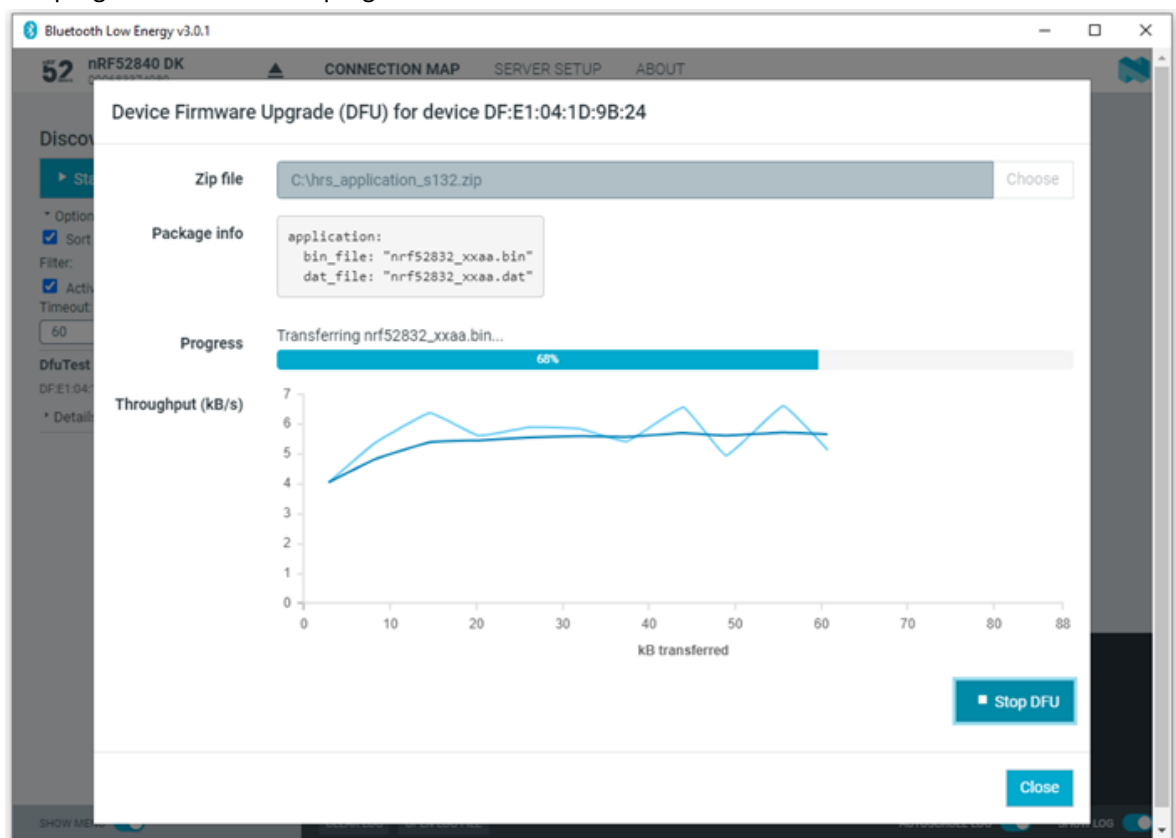 Bluetooth Low Energy v3.0.1
52 nRF52840 DK
CONNECTION MAP SERVER SETUP ABOUT
Device Firmware Upgrade (DFU) for device DF:E1:04:1D:9B:24
Zip file C:\hrs_application_s132.zip Choose
Package info
application:
bin_file: "nrf52832_xxaa.bin"
dat_file: "nrf52832_xxaa.dat"
Sort
Filter:
Timeout:
60
DfuTest
Progress Transferring nrf52832_xxaa.bin...
68%
Throughput (kB/s)
7
6
5
4
3
2
1
0
0 10 20 30 40 50 60 70 80 88
kB transferred
Stop DFU
Close
SHOW
LOG